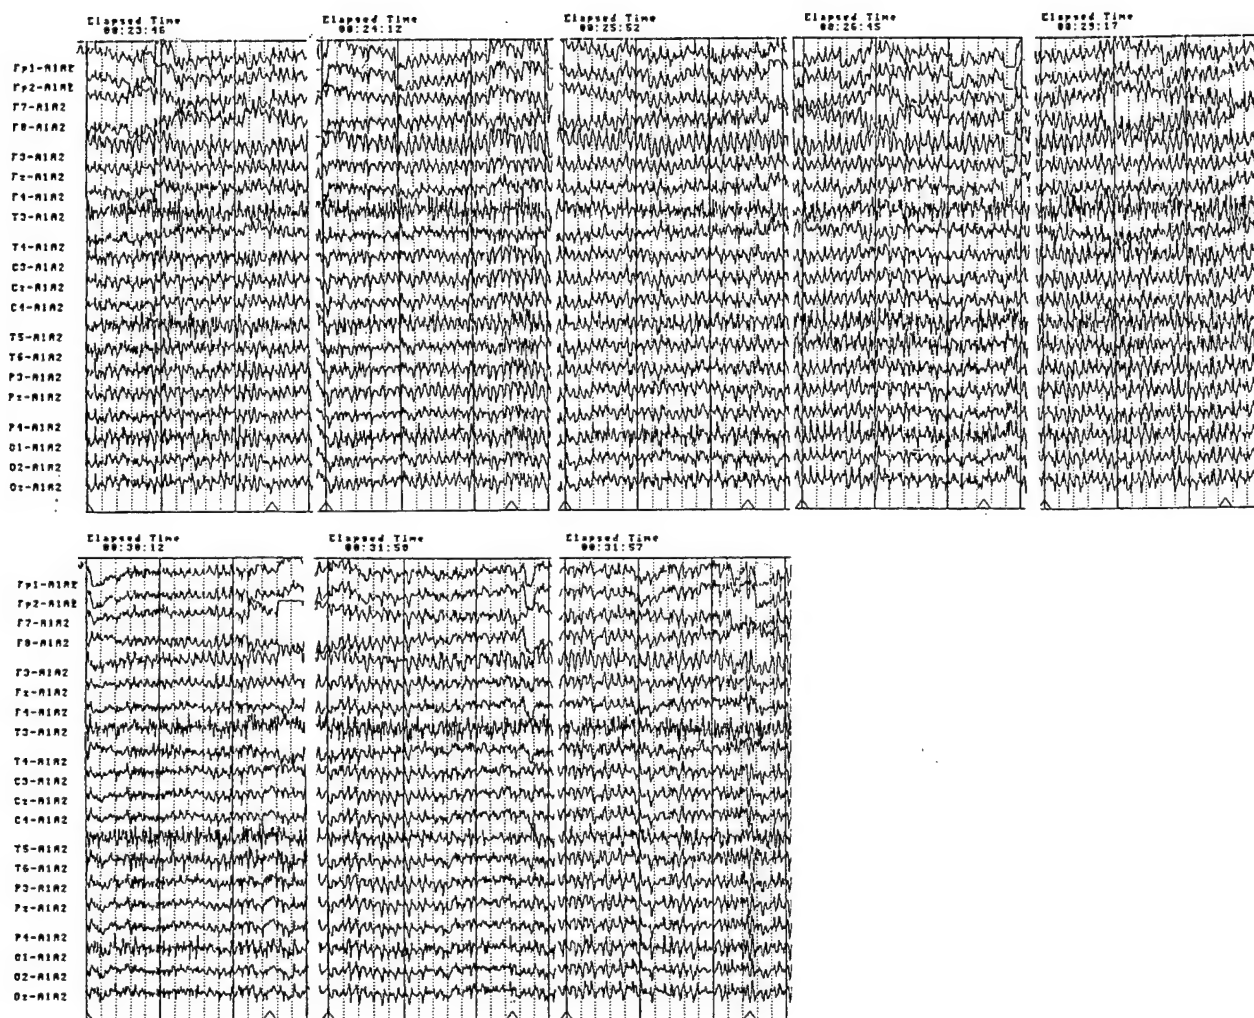 Elapsed Time
00:23:46
Elapsed Time
00:24:12
Elapsed Time
00:25:52
Elapsed Time
00:26:45
Elapsed Time
00:29:17
Fp1-A1A2
Fp2-A1A2
F7-A1A2
F8-A1A2
F3-A1A2
Fz-A1A2
F4-A1A2
T3-A1A2
T4-A1A2
C3-A1A2
Cz-A1A2
C4-A1A2
T5-A1A2
T6-A1A2
P3-A1A2
Pz-A1A2
P4-A1A2
O1-A1A2
O2-A1A2
Oz-A1A2
Elapsed Time
00:30:12
Elapsed Time
00:31:50
Elapsed Time
00:31:57
Fp1-A1A2
Fp2-A1A2
F7-A1A2
F8-A1A2
F3-A1A2
Fz-A1A2
F4-A1A2
T3-A1A2
T4-A1A2
C3-A1A2
Cz-A1A2
C4-A1A2
T5-A1A2
T6-A1A2
P3-A1A2
Pz-A1A2
P4-A1A2
O1-A1A2
O2-A1A2
Oz-A1A2